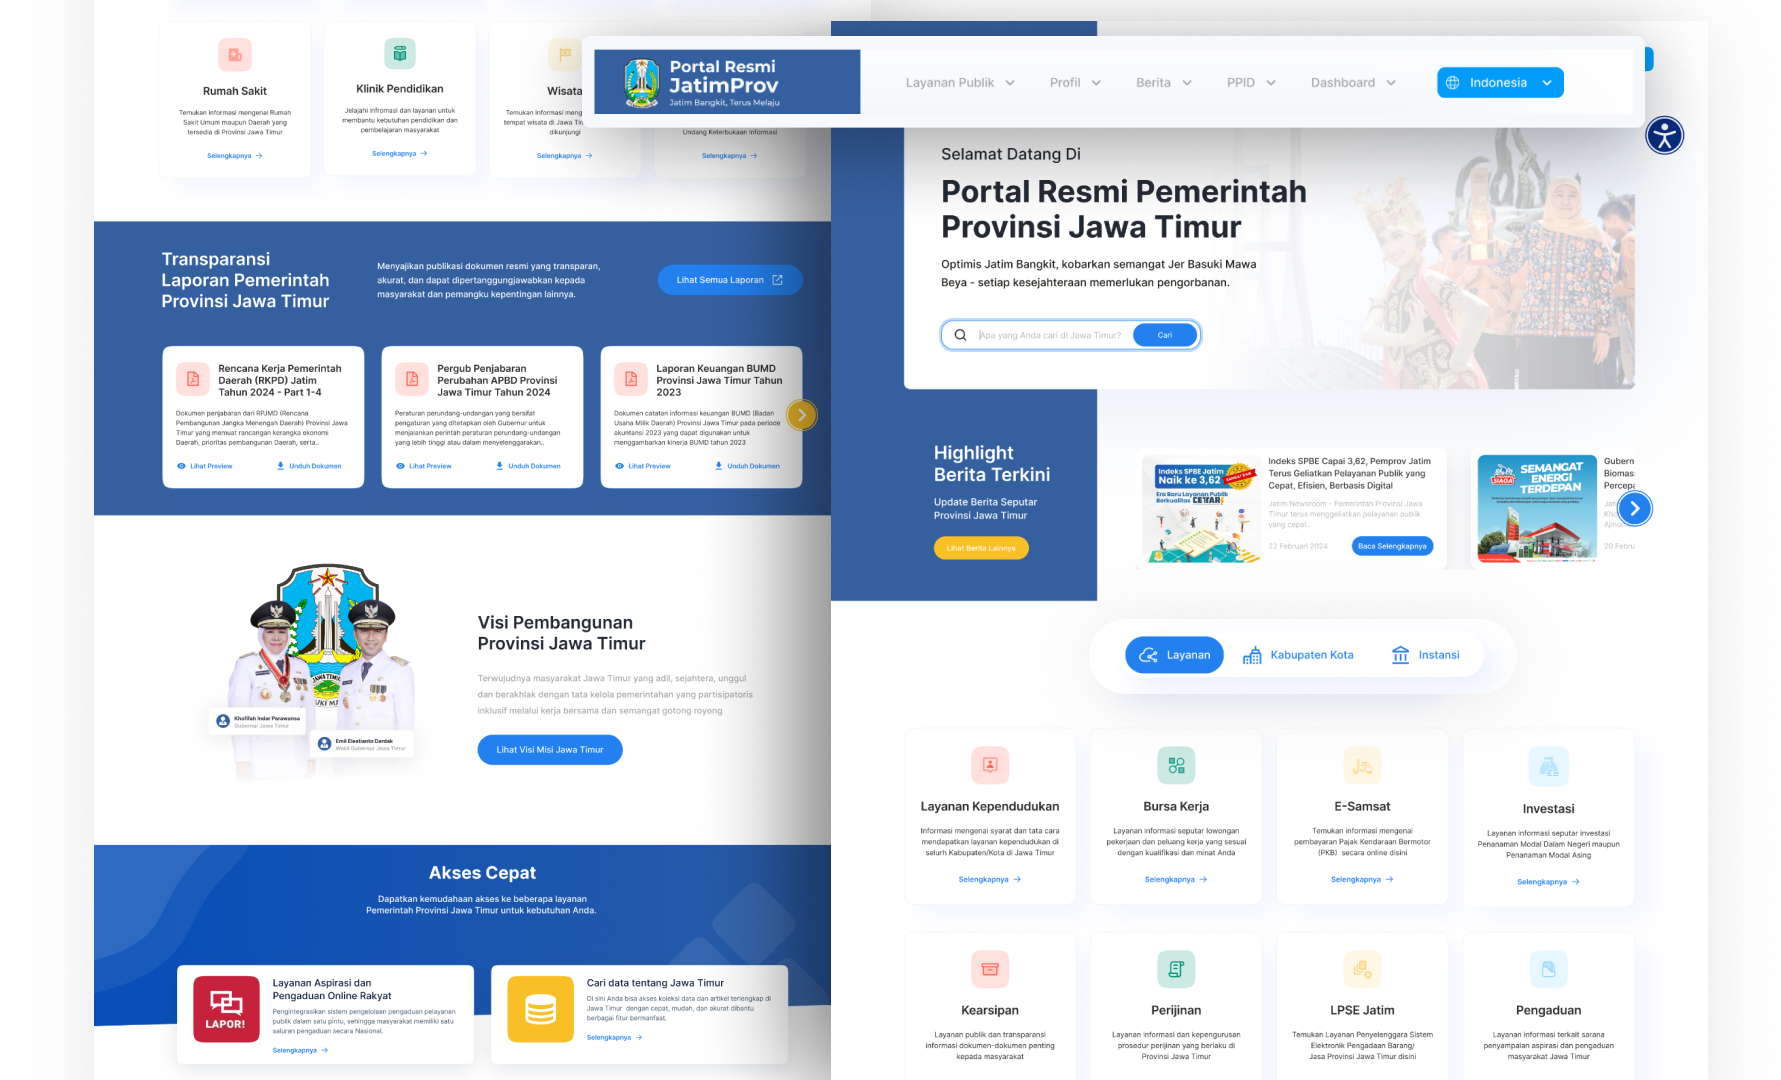 Portal Resmi
JatimProv
Jatim Bangkit, Terus Melaju
Layanan Publik
Profil
Berita
PPID
Dashboard
Indonesia
Rumah Sakit
Temukan Informasi mengenai Rumah
Sakit Umum maupun Daerah yang
tersedia di Provinsi Jawa Timur
Selengkapnya
Klinik Pendidikan
Jelajahi infromasi dan layanan untuk
membantu kebutuhan pendidikan dan
pembelajaran masyarakat
Selengkapnya
Wisata
Temukan Informasi meng
tempat wisata di Jawa Tin
dikunjungi
Selengkapnya
Undang Keterbukaan Informasi
Selengkapnya
Transparansi
Laporan Pemerintah
Provinsi Jawa Timur
Menyajikan publikasi dokumen resmi yang transparan,
akurat, dan dapat dipertanggungjawabkan kepada
masyarakat dan pemangku kepentingan lainnya.
Lihat Semua Laporan
Rencana Kerja Pemerintah
Daerah (RKPD) Jatim
Tahun 2024 - Part 1-4
Dokumen penjabaran dari RPJMD (Rencana
Pembangunan Jangka Menengah Daerah) Provinsi Jawa
Timur yang memuat rancangan kerangka ekonomi
Daerah, prioritas pembangunan Daerah, serta..
Lihat Preview
Unduh Dokumen
Pergub Penjabaran
Perubahan APBD Provinsi
Jawa Timur Tahun 2024
Peraturan perundang-undangan yang bersifat
pengaturan yang ditetapkan oleh Gubernur untuk
menjalankan perintah peraturan perundang-undangan
yang lebih tinggi atau dalam menyelenggarakan..
Lihat Preview
Unduh Dokumen
Laporan Keuangan BUMD
Provinsi Jawa Timur Tahun
2023
Dokumen catatan informasi keuangan BUMD (Badan
Usaha Milik Daerah) Provinsi Jawa Timur pada periode
akuntansi 2023 yang dapat digunakan untuk
menggambarkan kinerja BUMD tahun 2023
Lihat Preview
Unduh Dokumen
JAWA TIMUR
Khofifah Indar Parawansa
Gubernur Jawa Timur
Emil Elestianto Dardak
Wakil Gubernur Jawa Timur
Visi Pembangunan
Provinsi Jawa Timur
Terwujudnya masyarakat Jawa Timur yang adil, sejahtera, unggul
dan berakhlak dengan tata kelola pemerintahan yang partisipatoris
inklusif melalui kerja bersama dan semangat gotong royong
Lihat Visi Misi Jawa Timur
Akses Cepat
Dapatkan kemudahaan akses ke beberapa layanan
Pemerintah Provinsi Jawa Timur untuk kebutuhan Anda.
LAPOR!
Layanan Aspirasi dan
Pengaduan Online Rakyat
Pengintegrasikan sistem pengelolaan pengaduan pelayanan
publik dalam satu pintu, sehingga masyarakat memiliki satu
saluran pengaduan secara Nasional.
Selengkapnya
Cari data tentang Jawa Timur
Di sini Anda bisa akses koleksi data dan artikel terlengkap di
Jawa Timur dengan cepat, mudah, dan akurat dibantu
berbagai fitur bermanfaat.
Selengkapnya
Selamat Datang Di
Portal Resmi Pemerintah
Provinsi Jawa Timur
Optimis Jatim Bangkit, kobarkan semangat Jer Basuki Mawa
Beya - setiap kesejahteraan memerlukan pengorbanan.
Apa yang Anda cari di Jawa Timur?
Cari
Highlight
Berita Terkini
Update Berita Seputar
Provinsi Jawa Timur
Lihat Berita Lainnya
Indeks SPBE Jatim
Naik ke 3,62
Era Baru Layanan Publik
Berkualitas CETTAR
Indeks SPBE Capai 3,62, Pemprov Jatim
Terus Geliatkan Pelayanan Publik yang
Cepat, Efisien, Berbasis Digital
Jatim Newsroom - Pemerintah Provinsi Jawa
Timur terus menggeliatkan pelayanan publik
yang cepat..
22 Februari 2024
Baca Selengkapnya
SIAGA
SEMANGAT
ENERGI
TERDEPAN
Gubern
Biomas
Percepa
20 Febru
Layanan
Kabupaten Kota
Instansi
Layanan Kependudukan
Informasi mengenai syarat dan tata cara
mendapatkan layanan kependudukan di
selurh Kabupaten/Kota di Jawa Timur
Selengkapnya
Bursa Kerja
Layanan informasi seputar lowongan
pekerjaan dan peluang kerja yang sesuai
dengan kualifikasi dan minat Anda
Selengkapnya
E-Samsat
Temukan informasi mengenai
pembayaran Pajak Kendaraan Bermotor
(PKB) secara online disini
Selengkapnya
Investasi
Layanan informasi seputar investasi
Penanaman Modal Dalam Negeri maupun
Penanaman Modal Asing
Selengkapnya
Kearsipan
Layanan publik dan transparansi
informasi dokumen-dokumen penting
kepada masyarakat
Perijinan
Layanan informasi dan kepengurusan
prosedur perijinan yang berlaku di
Provinsi Jawa Timur
LPSE Jatim
Temukan Layanan Penyelenggara Sistem
Elektronik Pengadaan Barang/
Jasa Provinsi Jawa Timur disini
Pengaduan
Layanan informasi terkait sarana
penyampaian aspirasi dan pengaduan
masyarakat Jawa Timur